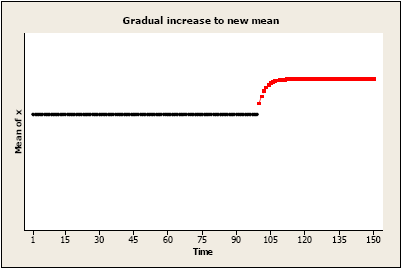 Gradual increase to new mean
Mean of x
1 15 30 45 60 75 90 105 120 135 150
Time